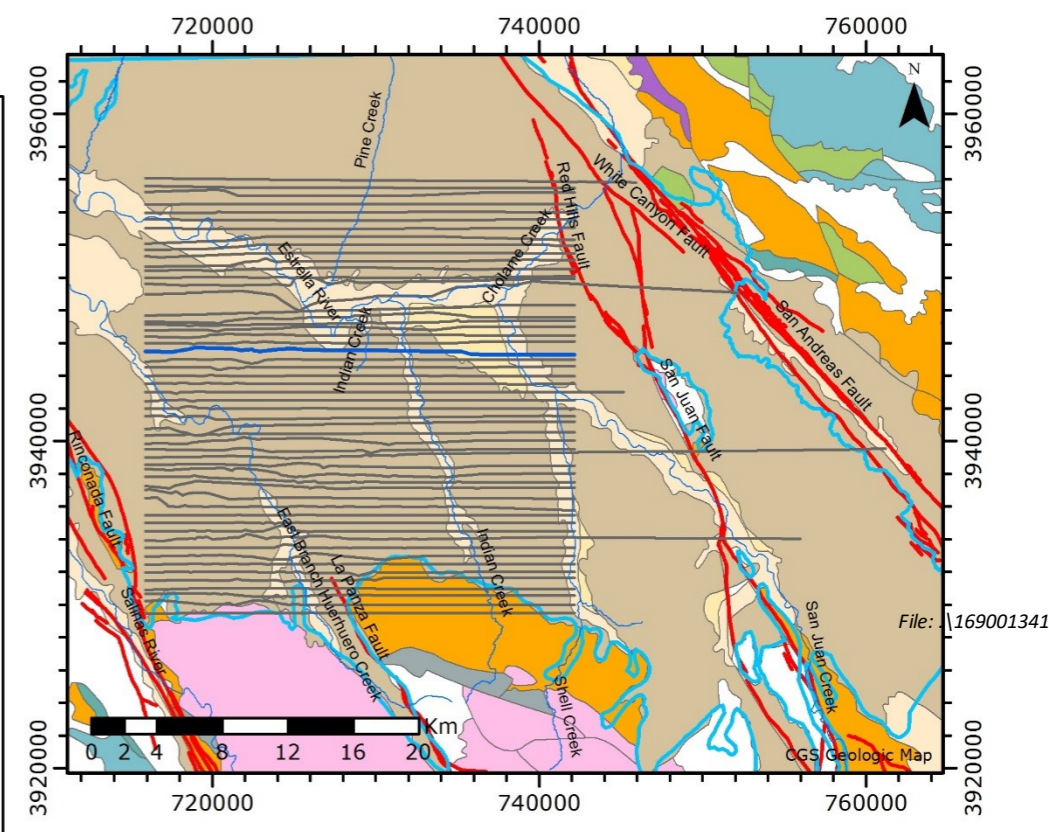 720000
740000
760000
N
3960000
3960000
Pine Creek
White Canyon Fault
Red Hills Fault
Cholame Creek
Estrella River
San Andreas Fault
Indian Creek
San Juan Fault
3940000
3940000
Rinconada Fault
East Branch Huerhuero Creek
La Panza Fault
Indian Creek
Salinas River
San Juan Creek
File: .\169001341
Shell Creek
Km
0 2 4 8 12 16 20
CGS Geologic Map
3920000
3920000
720000
740000
760000